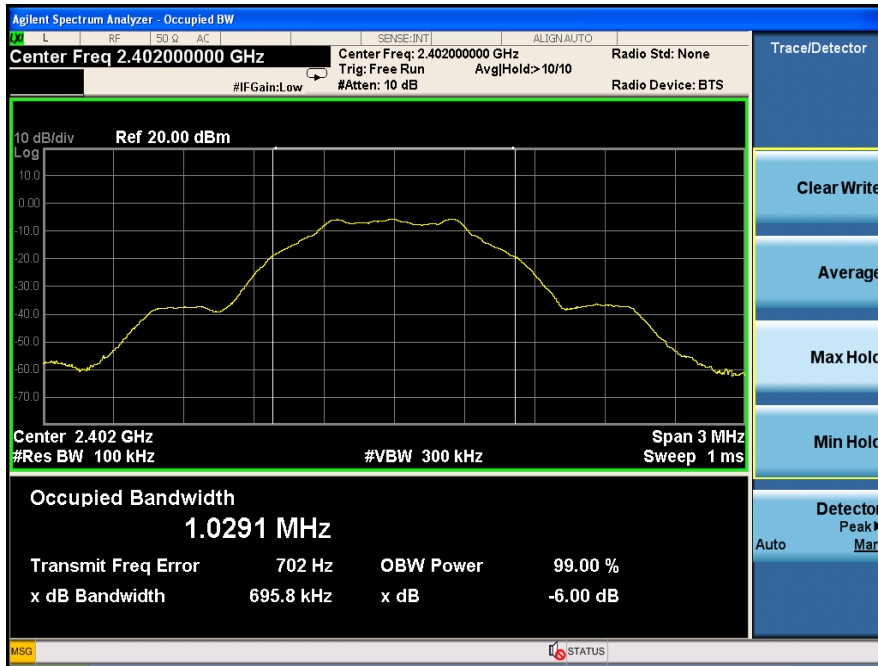 Agilent Spectrum Analyzer - Occupied BW
LXI L RF 50 Ω AC SENSE:INT ALIGN AUTO
Center Freq 2.402000000 GHz
Center Freq: 2.402000000 GHz
Radio Std: None
Trig: Free Run
Avg|Hold:>10/10
#IFGain:Low
#Atten: 10 dB
Radio Device: BTS
Trace/Detector
10 dB/div
Ref 20.00 dBm
Log
10.0
0.00
-10.0
-20.0
-30.0
-40.0
-50.0
-60.0
-70.0
Center 2.402 GHz
Span 3 MHz
#Res BW 100 kHz
#VBW 300 kHz
Sweep 1 ms
Occupied Bandwidth
1.0291 MHz
Transmit Freq Error 702 Hz OBW Power 99.00 %
x dB Bandwidth 695.8 kHz x dB -6.00 dB
Clear Write
Average
Max Hold
Min Hold
Detector
Peak
Auto Man
MSG
STATUS